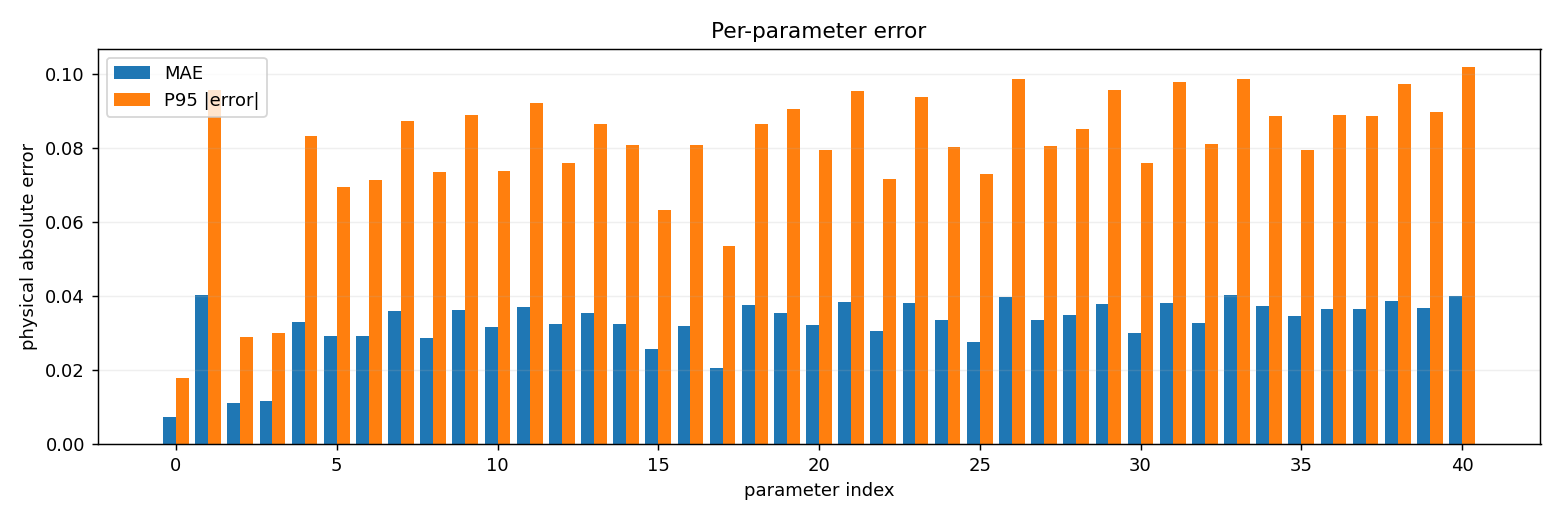 Per-parameter error
MAE
P95 |error|
0.10
0.08
0.06
0.04
0.02
0.00
physical absolute error
0 5 10 15 20 25 30 35 40
parameter index